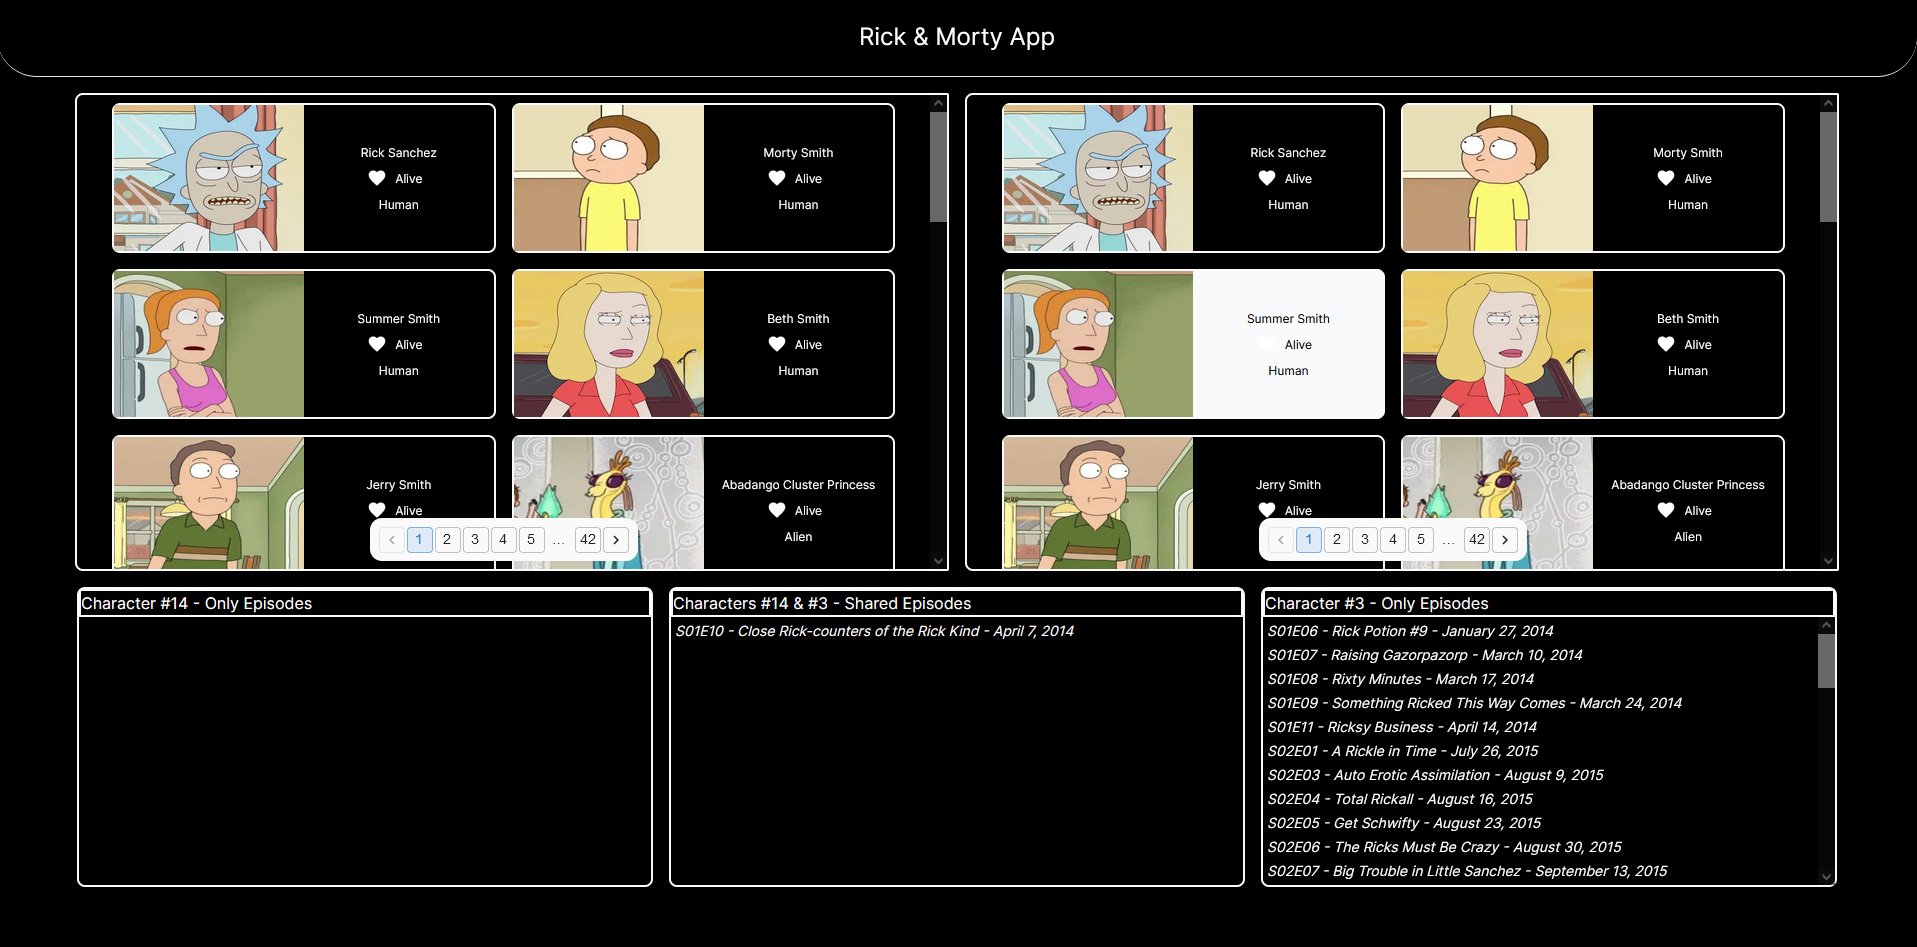 Rick & Morty App
Rick Sanchez
Alive
Human
Morty Smith
Alive
Human
Summer Smith
Alive
Human
Beth Smith
Alive
Human
Jerry Smith
Alive
Abadango Cluster Princess
Alive
Alien
1 2 3 4 5 ... 42
Rick Sanchez
Alive
Human
Morty Smith
Alive
Human
Summer Smith
Alive
Human
Beth Smith
Alive
Human
Jerry Smith
Alive
Abadango Cluster Princess
Alive
Alien
1 2 3 4 5 ... 42
Character #14 - Only Episodes
Characters #14 & #3 - Shared Episodes
S01E10 - Close Rick-counters of the Rick Kind - April 7, 2014
Character #3 - Only Episodes
S01E06 - Rick Potion #9 - January 27, 2014
S01E07 - Raising Gazorpazorp - March 10, 2014
S01E08 - Rixty Minutes - March 17, 2014
S01E09 - Something Ricked This Way Comes - March 24, 2014
S01E11 - Ricksy Business - April 14, 2014
S02E01 - A Rickle in Time - July 26, 2015
S02E03 - Auto Erotic Assimilation - August 9, 2015
S02E04 - Total Rickall - August 16, 2015
S02E05 - Get Schwifty - August 23, 2015
S02E06 - The Ricks Must Be Crazy - August 30, 2015
S02E07 - Big Trouble in Little Sanchez - September 13, 2015